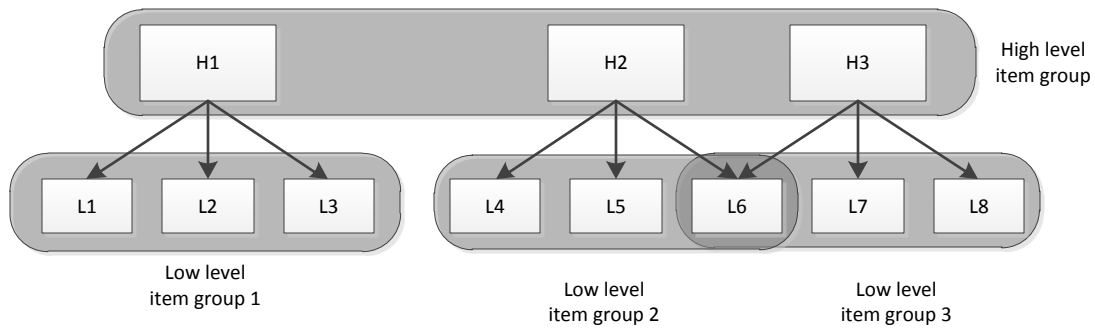 H1
H2
H3
High level
item group
L1
L2
L3
L4
L5
L6
L7
L8
Low level
item group 1
Low level
item group 2
Low level
item group 3